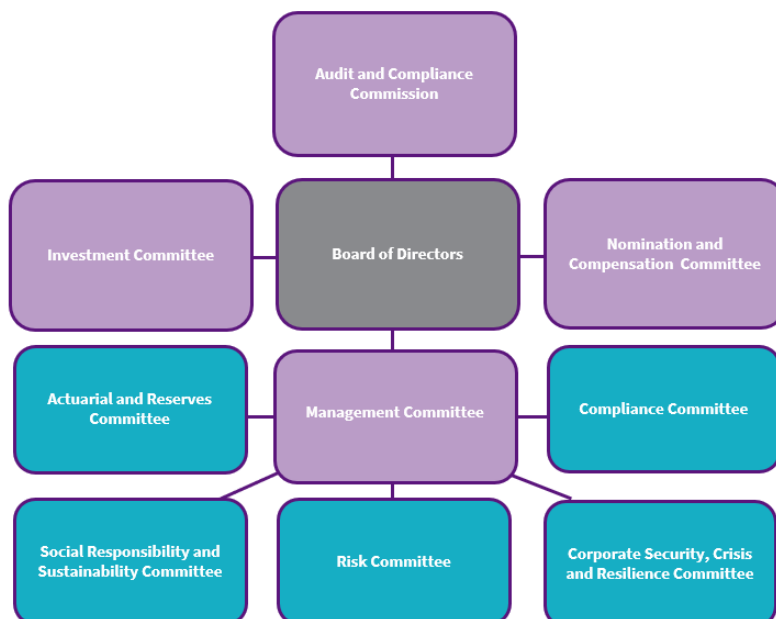 Audit and Compliance
Commission
Investment Committee
Board of Directors
Nomination and
Compensation Committee
Actuarial and Reserves
Committee
Management Committee
Compliance Committee
Social Responsibility and
Sustainability Committee
Risk Committee
Corporate Security, Crisis
and Resilience Committee